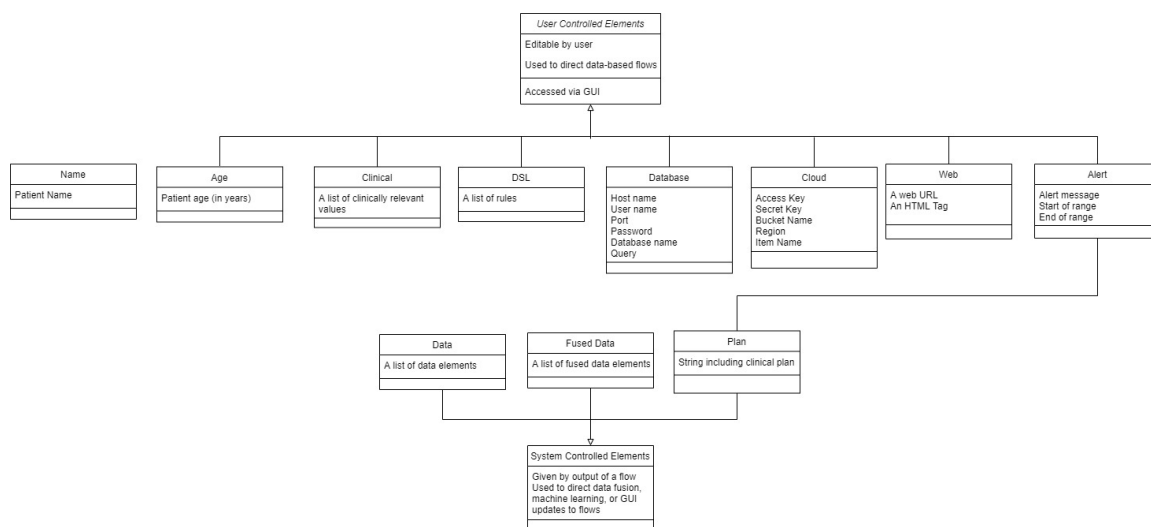 User Controlled Elements
Editable by user
Used to direct data-based flows
Accessed via GUI
Name
Patient Name
Age
Patient age (in years)
Clinical
A list of clinically relevant
values
DSL
A list of rules
Database
Host name
User name
Port
Password
Database name
Query
Cloud
Access Key
Secret Key
Bucket Name
Region
Item Name
Web
A web URL
An HTML Tag
Alert
Alert message
Start of range
End of range
Data
A list of data elements
Fused Data
A list of fused data elements
Plan
String including clinical plan
System Controlled Elements
Given by output of a flow
Used to direct data fusion,
machine learning, or GUI
updates to flows